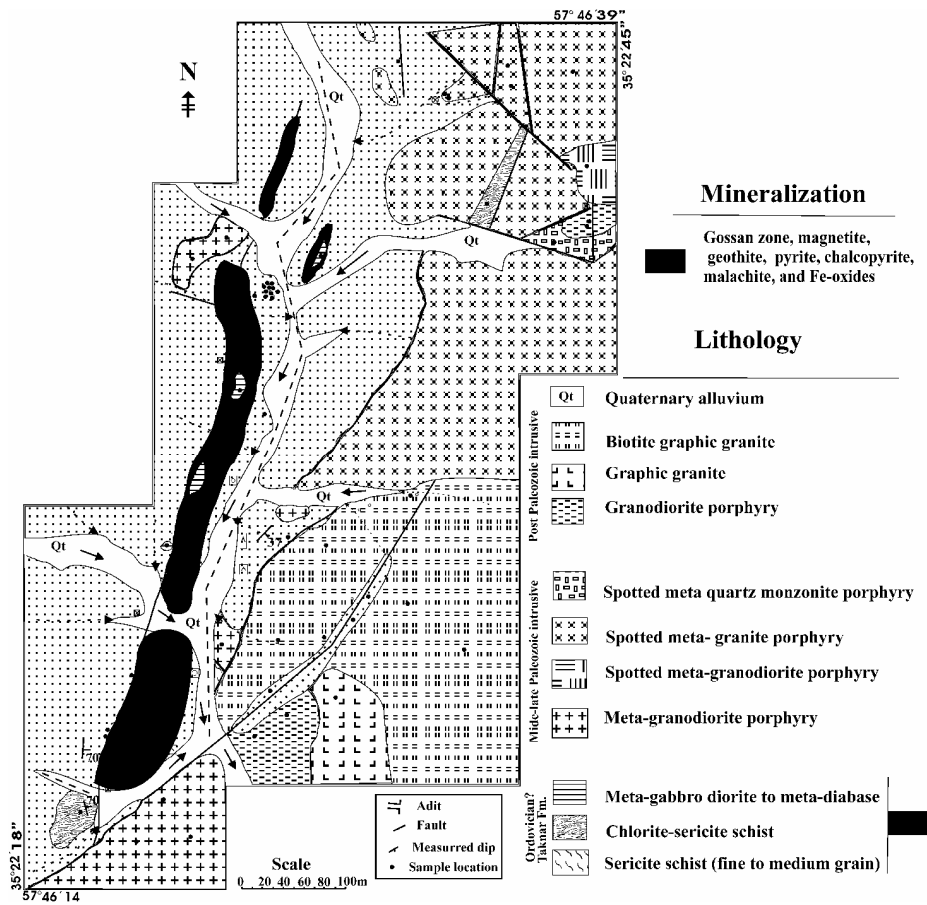 57° 46´39”
35° 22´45”
N
Qt
Qt
Qt
Qt
Qt
37
70
70
35° 22´18”
57°46´14
Mineralization
Gossan zone, magnetite,
geothite, pyrite, chalcopyrite,
malachite, and Fe-oxides
Lithology
Post Paleozoic intrusive
Qt Quaternary alluvium
Biotite graphic granite
Graphic granite
Granodiorite porphyry
Midle-late Paleozoic intrusive
Spotted meta quartz monzonite porphyry
Spotted meta- granite porphyry
Spotted meta-granodiorite porphyry
Meta-granodiorite porphyry
Ordovician?
Taknar Fm.
Meta-gabbro diorite to meta-diabase
Chlorite-sericite schist
Sericite schist (fine to medium grain)
Adit
Fault
Measurred dip
Sample location
Scale
0 20 40 60 80 100m